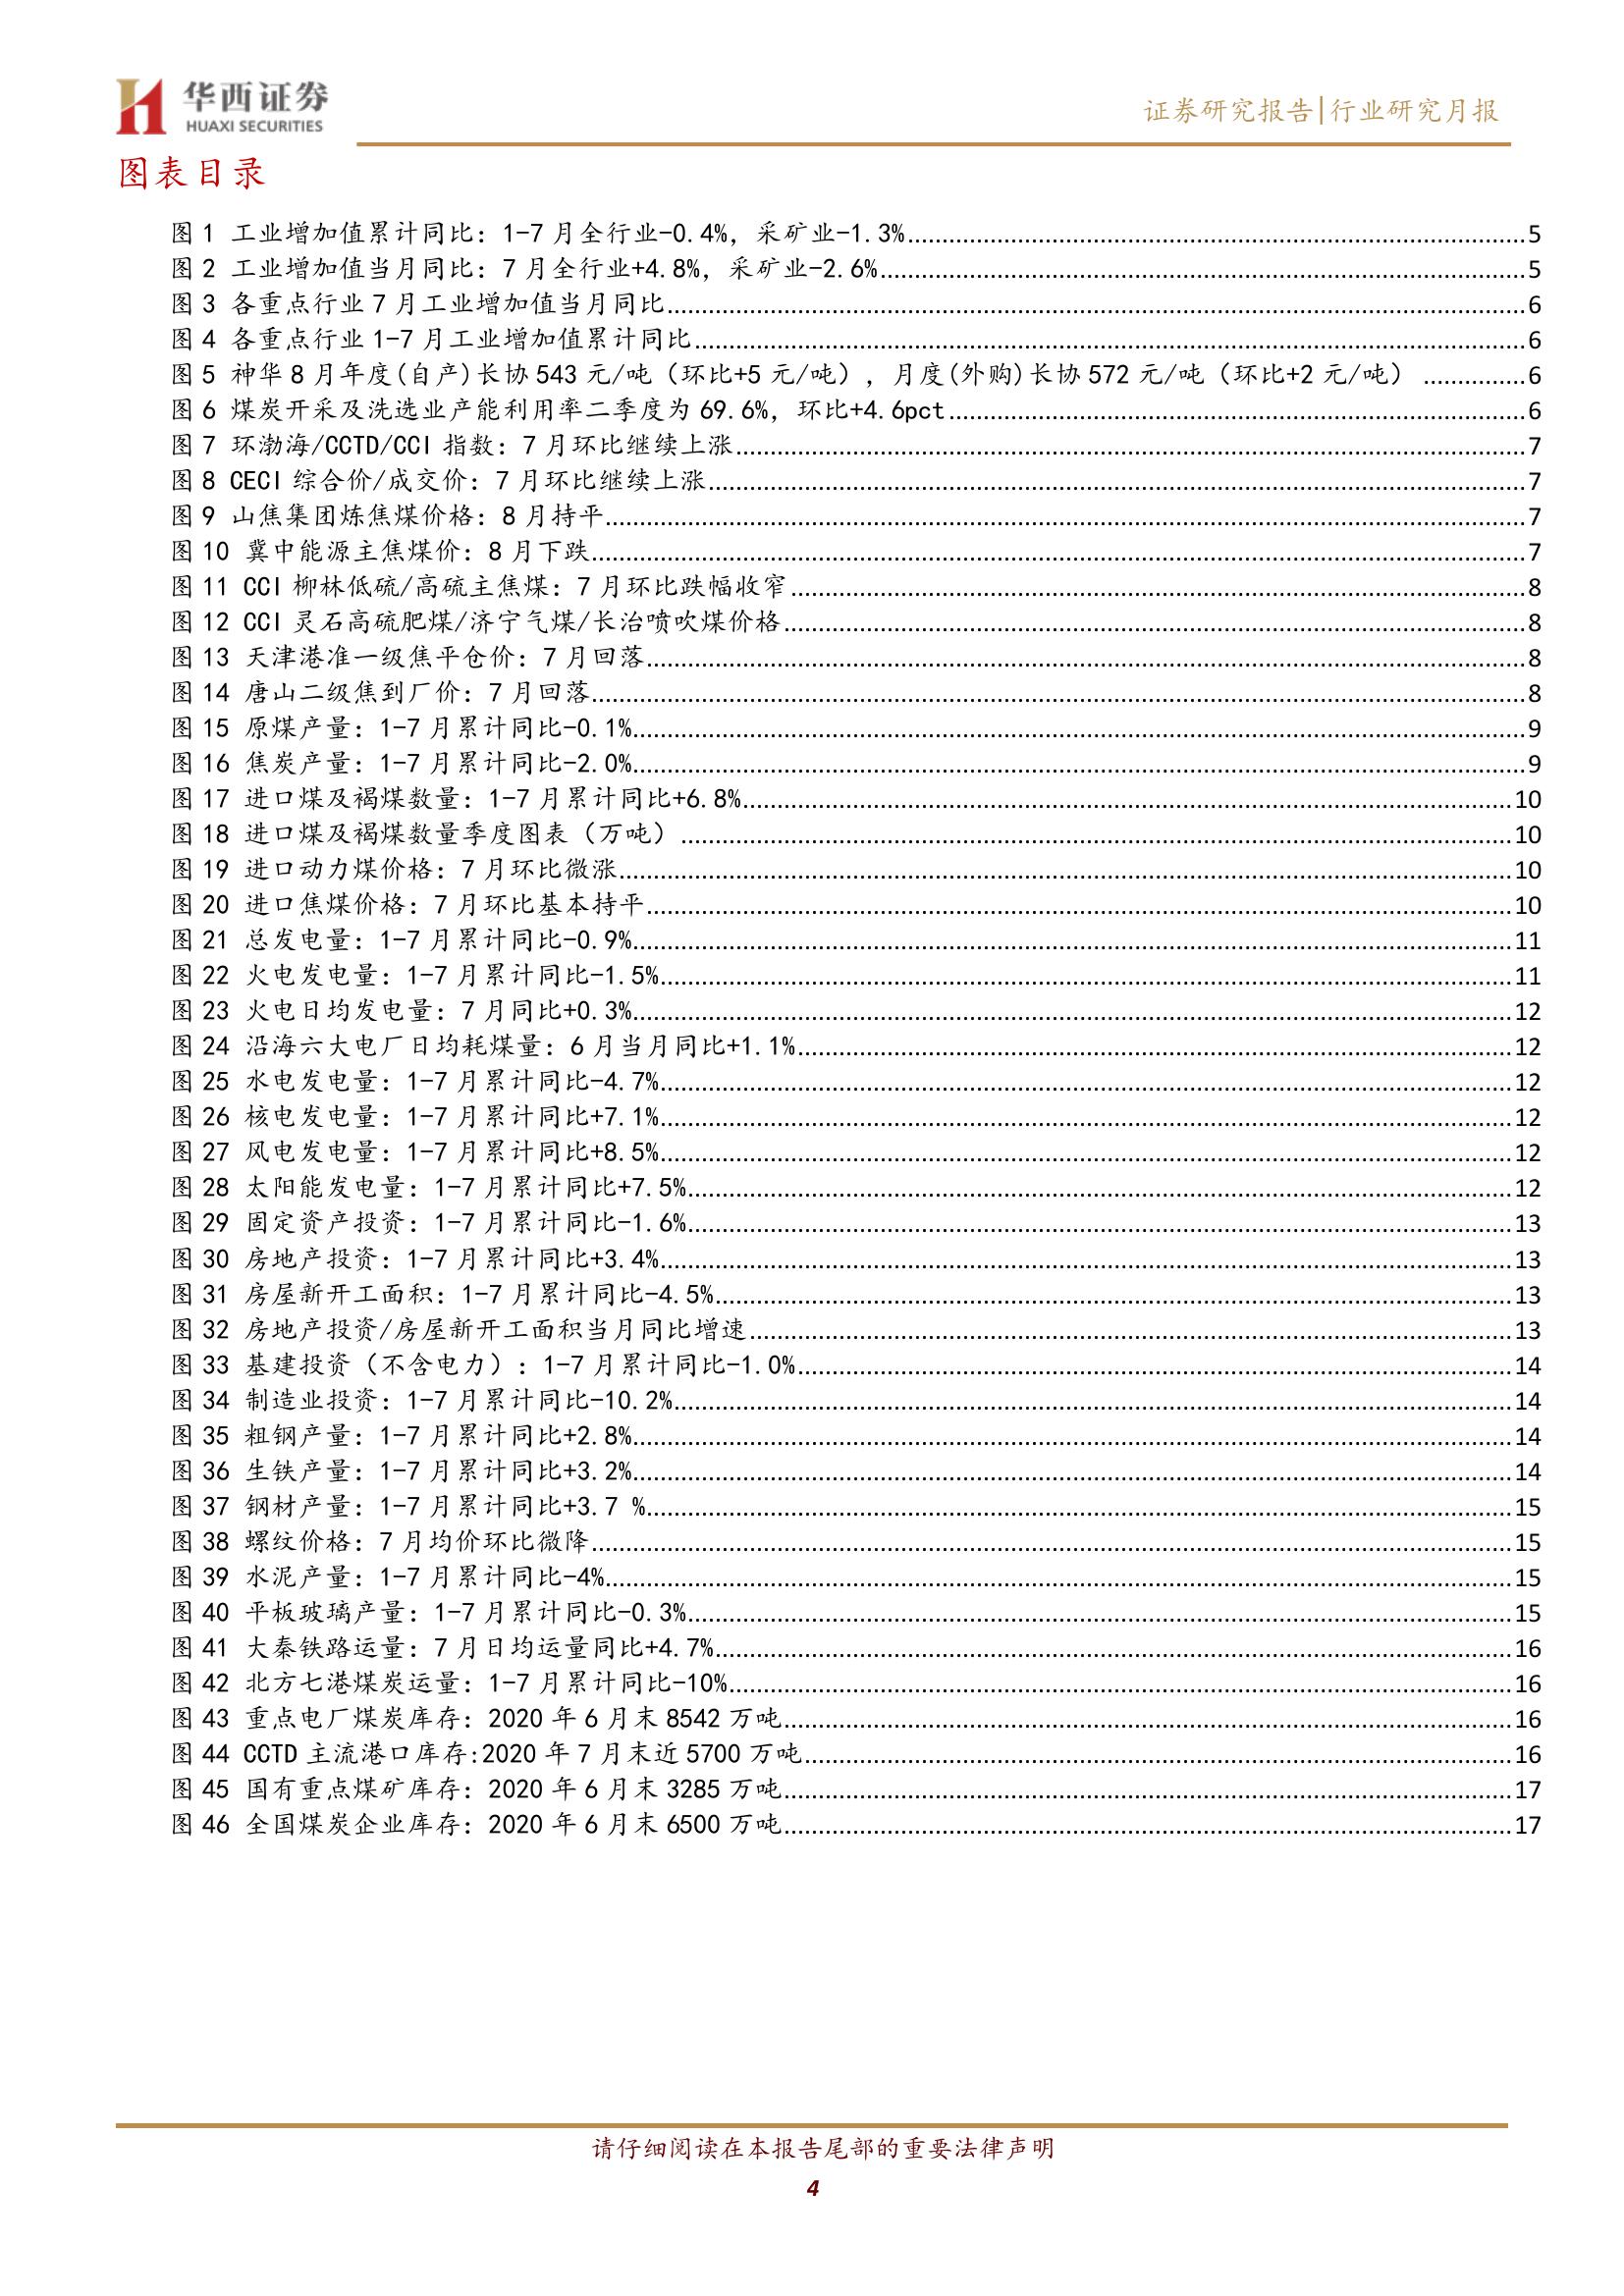 华西证券
HUAXI SECURITIES
证券研究报告|行业研究月报
图表目录
图 1 工业增加值累计同比：1-7 月全行业-0.4%，采矿业-1.3%........5
图 2 工业增加值当月同比：7 月全行业+4.8%，采矿业-2.6%........5
图 3 各重点行业 7 月工业增加值当月同比........6
图 4 各重点行业 1-7 月工业增加值累计同比........6
图 5 神华 8 月年度(自产)长协 543 元/吨（环比+5 元/吨），月度(外购)长协 572 元/吨（环比+2 元/吨）........6
图 6 煤炭开采及洗选业产能利用率二季度为 69.6%，环比+4.6pct........6
图 7 环渤海/CCTD/CCI 指数：7 月环比继续上涨........7
图 8 CECI 综合价/成交价：7 月环比继续上涨........7
图 9 山焦集团炼焦煤价格：8 月持平........7
图 10 冀中能源主焦煤价：8 月下跌........7
图 11 CCI 柳林低硫/高硫主焦煤：7 月环比跌幅收窄........8
图 12 CCI 灵石高硫肥煤/济宁气煤/长治喷吹煤价格........8
图 13 天津港准一级焦平仓价：7 月回落........8
图 14 唐山二级焦到厂价：7 月回落........8
图 15 原煤产量：1-7 月累计同比-0.1%........9
图 16 焦炭产量：1-7 月累计同比-2.0%........9
图 17 进口煤及褐煤数量：1-7 月累计同比+6.8%........10
图 18 进口煤及褐煤数量季度图表（万吨）........10
图 19 进口动力煤价格：7 月环比微涨........10
图 20 进口焦煤价格：7 月环比基本持平........10
图 21 总发电量：1-7 月累计同比-0.9%........11
图 22 火电发电量：1-7 月累计同比-1.5%........11
图 23 火电日均发电量：7 月同比+0.3%........12
图 24 沿海六大电厂日均耗煤量：6 月当月同比+1.1%........12
图 25 水电发电量：1-7 月累计同比-4.7%........12
图 26 核电发电量：1-7 月累计同比+7.1%........12
图 27 风电发电量：1-7 月累计同比+8.5%........12
图 28 太阳能发电量：1-7 月累计同比+7.5%........12
图 29 固定资产投资：1-7 月累计同比-1.6%........13
图 30 房地产投资：1-7 月累计同比+3.4%........13
图 31 房屋新开工面积：1-7 月累计同比-4.5%........13
图 32 房地产投资/房屋新开工面积当月同比增速........13
图 33 基建投资（不含电力）：1-7 月累计同比-1.0%........14
图 34 制造业投资：1-7 月累计同比-10.2%........14
图 35 粗钢产量：1-7 月累计同比+2.8%........14
图 36 生铁产量：1-7 月累计同比+3.2%........14
图 37 钢材产量：1-7 月累计同比+3.7 %........15
图 38 螺纹价格：7 月均价环比微降........15
图 39 水泥产量：1-7 月累计同比-4%........15
图 40 平板玻璃产量：1-7 月累计同比-0.3%........15
图 41 大秦铁路运量：7 月日均运量同比+4.7%........16
图 42 北方七港煤炭运量：1-7 月累计同比-10%........16
图 43 重点电厂煤炭库存：2020 年 6 月末 8542 万吨........16
图 44 CCTD 主流港口库存:2020 年 7 月末近 5700 万吨........16
图 45 国有重点煤矿库存：2020 年 6 月末 3285 万吨........17
图 46 全国煤炭企业库存：2020 年 6 月末 6500 万吨........17
请仔细阅读在本报告尾部的重要法律声明
4